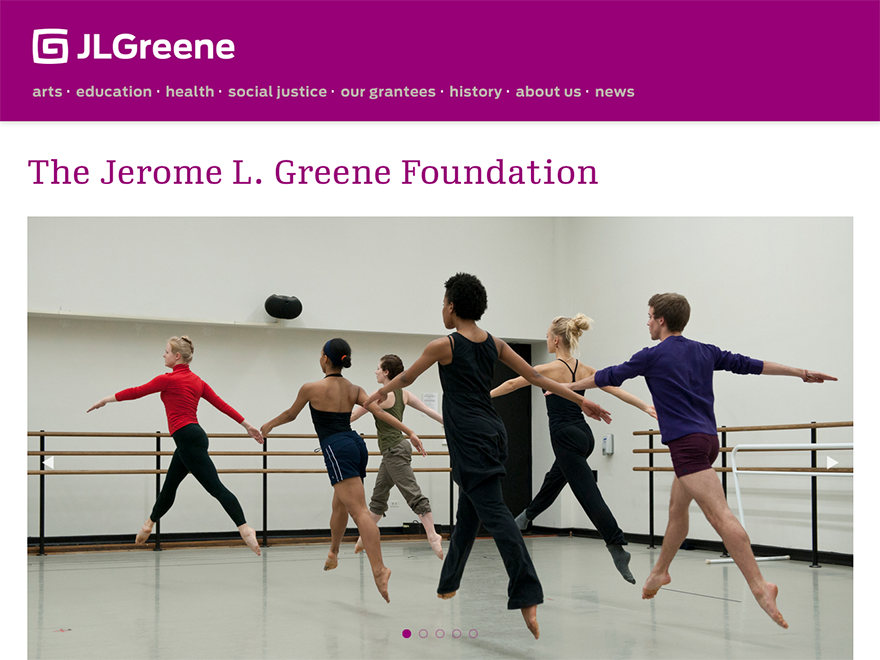 JLGreene
arts · education · health · social justice · our grantees · history · about us · news
The Jerome L. Greene Foundation